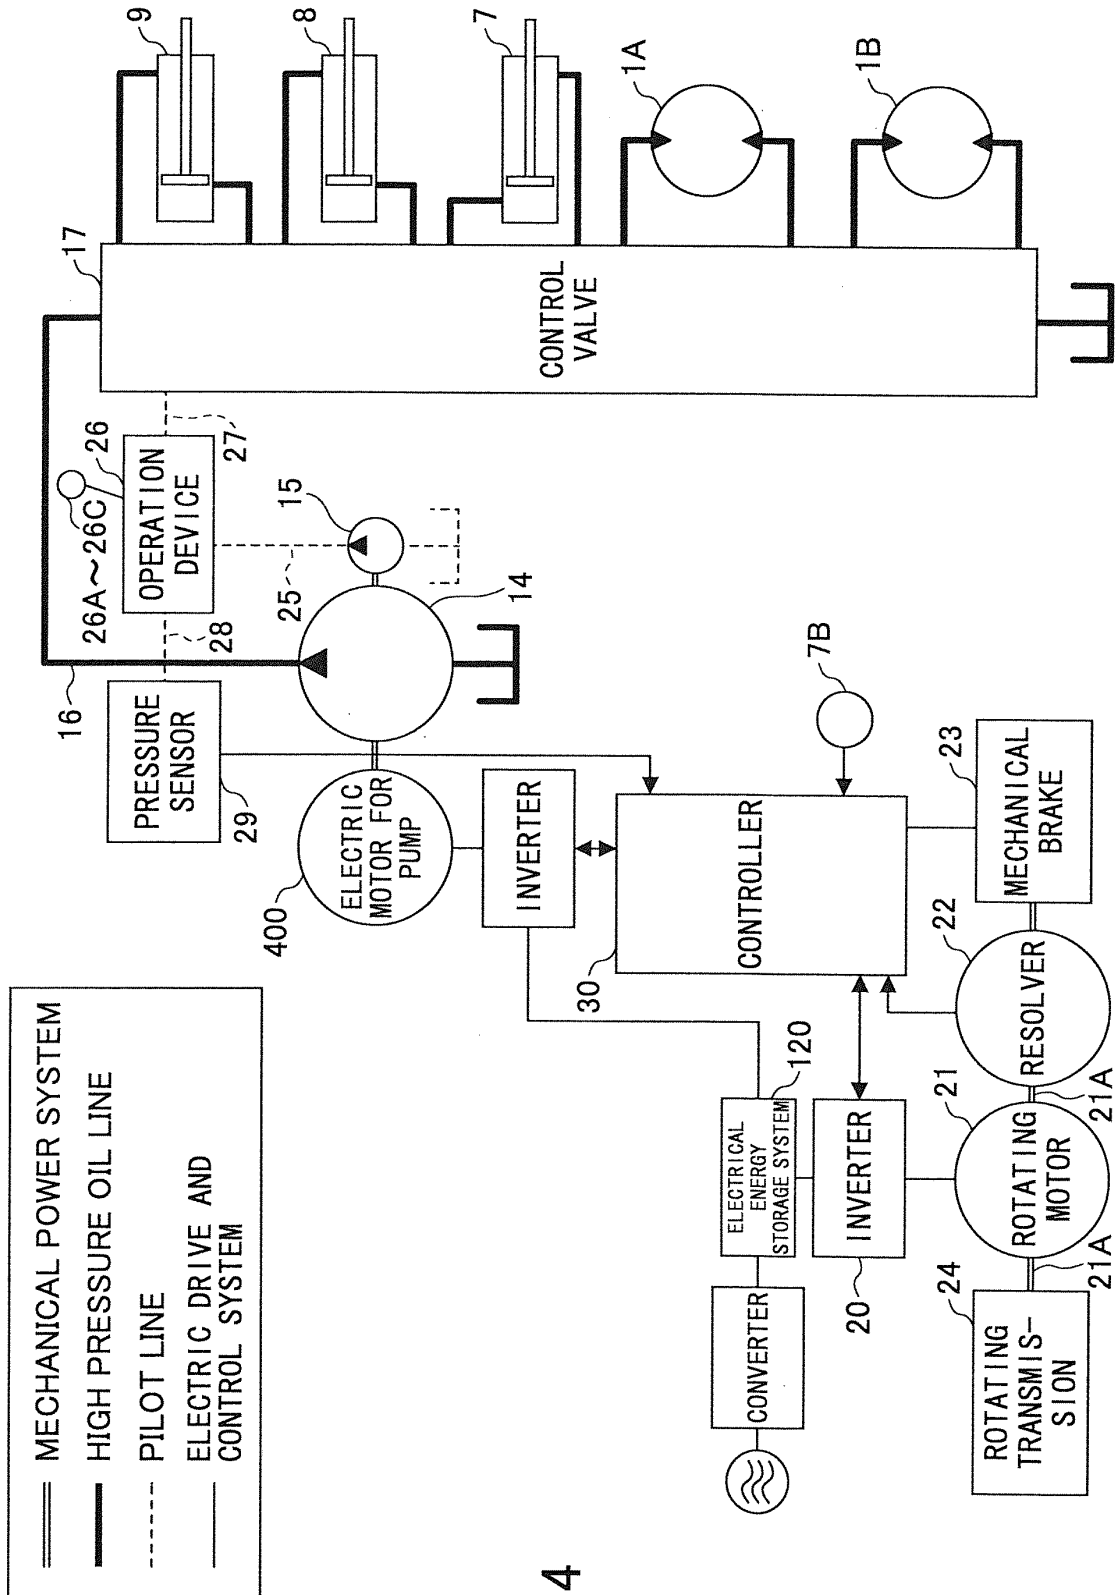 MECHANICAL POWER SYSTEM
HIGH PRESSURE OIL LINE
PILOT LINE
ELECTRIC DRIVE AND
CONTROL SYSTEM
9
8
7
1A
1B
17
CONTROL
VALVE
27
26
26A～26C
OPERATION
DEVICE
15
25
14
28
16
PRESSURE
SENSOR
29
ELECTRIC
MOTOR FOR
PUMP
400
INVERTER
7B
CONTROLLER
30
23
MECHANICAL
BRAKE
22
RESOLVER
120
ELECTRICAL
ENERGY
STORAGE SYSTEM
INVERTER
20
21
21A
ROTATING
MOTOR
21A
24
CONVERTER
ROTATING
TRANSMIS-
SION
4